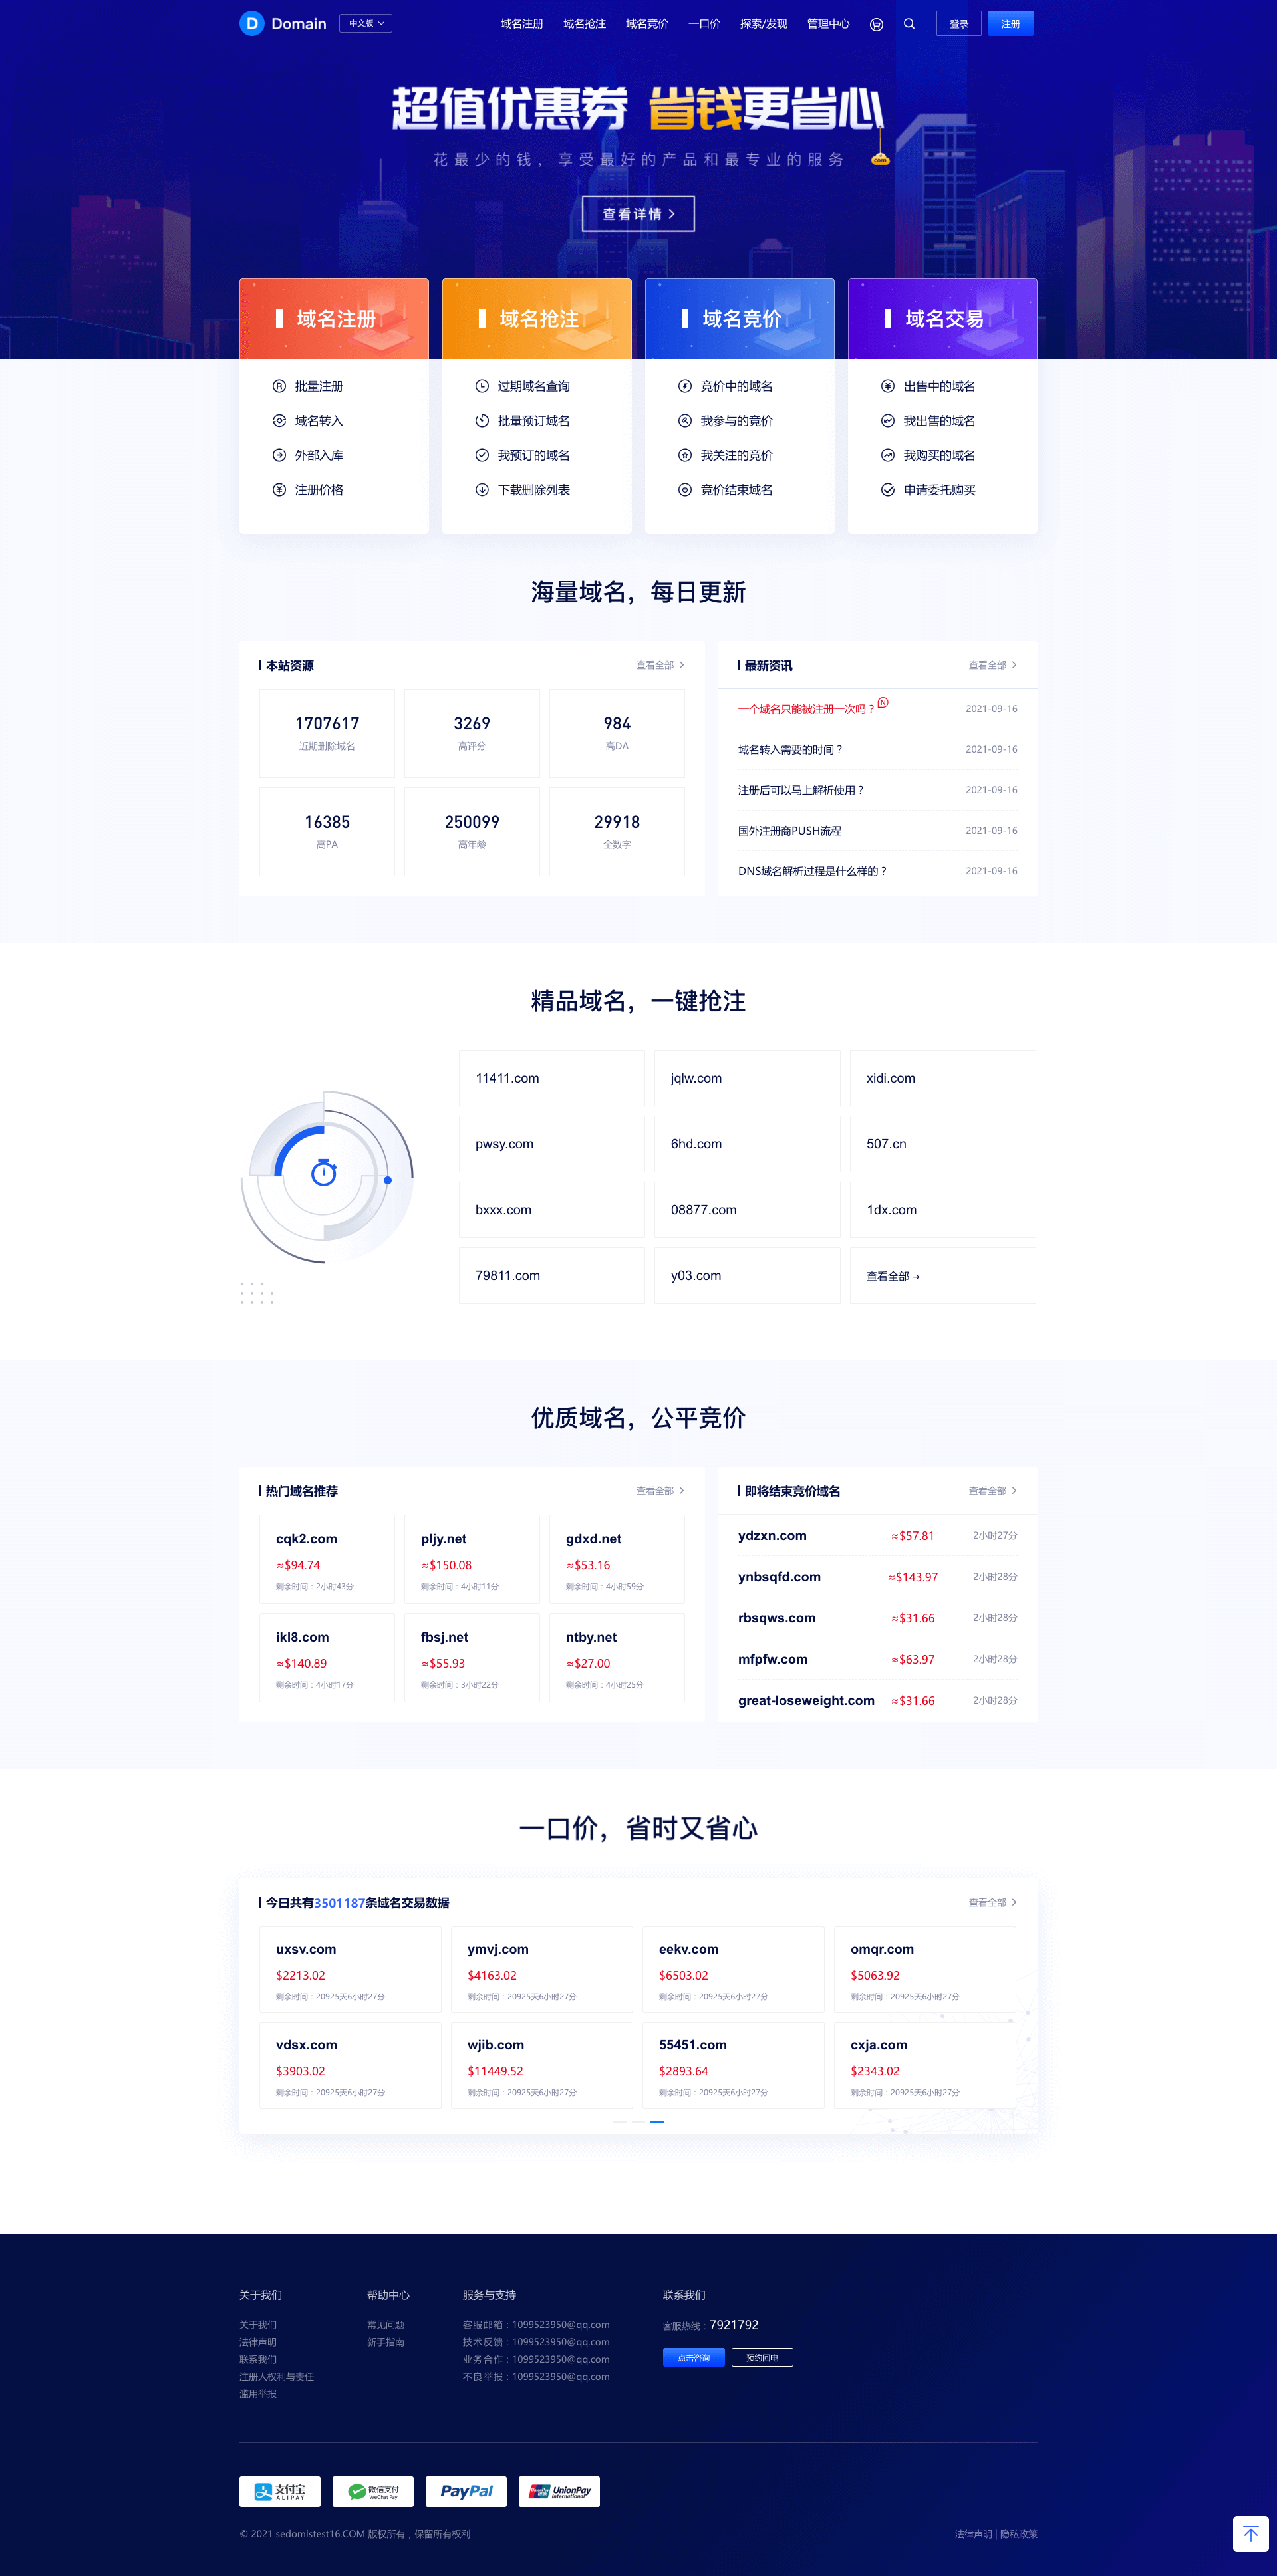 Domain 中文版 域名注册 域名抢注 域名竞价 一口价 探索/发现 管理中心 登录 注册
超值优惠券 省钱更省心
花最少的钱，享受最好的产品和最专业的服务
com
查看详情
域名注册 域名抢注 域名竞价 域名交易
批量注册 过期域名查询 竞价中的域名 出售中的域名
域名转入 批量预订域名 我参与的竞价 我出售的域名
外部入库 我预订的域名 我关注的竞价 我购买的域名
注册价格 下载删除列表 竞价结束域名 申请委托购买
海量域名，每日更新
本站资源 查看全部
1707617 3269 984
近期删除域名 高评分 高DA
16385 250099 29918
高PA 高年龄 全数字
最新资讯 查看全部
一个域名只能被注册一次吗？ N 2021-09-16
域名转入需要的时间？ 2021-09-16
注册后可以马上解析使用？ 2021-09-16
国外注册商PUSH流程 2021-09-16
DNS域名解析过程是什么样的？ 2021-09-16
精品域名，一键抢注
11411.com jqlw.com xidi.com
pwsy.com 6hd.com 507.cn
bxxx.com 08877.com 1dx.com
79811.com y03.com 查看全部 →
优质域名，公平竞价
热门域名推荐 查看全部
cqk2.com pljy.net gdxd.net
≈$94.74 ≈$150.08 ≈$53.16
剩余时间：2小时43分 剩余时间：4小时11分 剩余时间：4小时59分
ikl8.com fbsj.net ntby.net
≈$140.89 ≈$55.93 ≈$27.00
剩余时间：4小时17分 剩余时间：3小时22分 剩余时间：4小时25分
即将结束竞价域名 查看全部
ydzxn.com ≈$57.81 2小时27分
ynbsqfd.com ≈$143.97 2小时28分
rbsqws.com ≈$31.66 2小时28分
mfpfw.com ≈$63.97 2小时28分
great-loseweight.com ≈$31.66 2小时28分
一口价，省时又省心
今日共有3501187条域名交易数据 查看全部
uxsv.com ymvj.com eekv.com omqr.com
$2213.02 $4163.02 $6503.02 $5063.92
剩余时间：20925天6小时27分 剩余时间：20925天6小时27分 剩余时间：20925天6小时27分 剩余时间：20925天6小时27分
vdsx.com wjib.com 55451.com cxja.com
$3903.02 $11449.52 $2893.64 $2343.02
剩余时间：20925天6小时27分 剩余时间：20925天6小时27分 剩余时间：20925天6小时27分 剩余时间：20925天6小时27分
关于我们 帮助中心 服务与支持 联系我们
关于我们 常见问题 客服邮箱：1099523950@qq.com 客服热线：7921792
法律声明 新手指南 技术反馈：1099523950@qq.com
联系我们 业务合作：1099523950@qq.com 点击咨询 预约回电
注册人权利与责任 不良举报：1099523950@qq.com
滥用举报
支付宝 ALIPAY 微信支付 WeChat Pay PayPal UnionPay International
© 2021 sedomlstest16.COM 版权所有，保留所有权利 法律声明 | 隐私政策